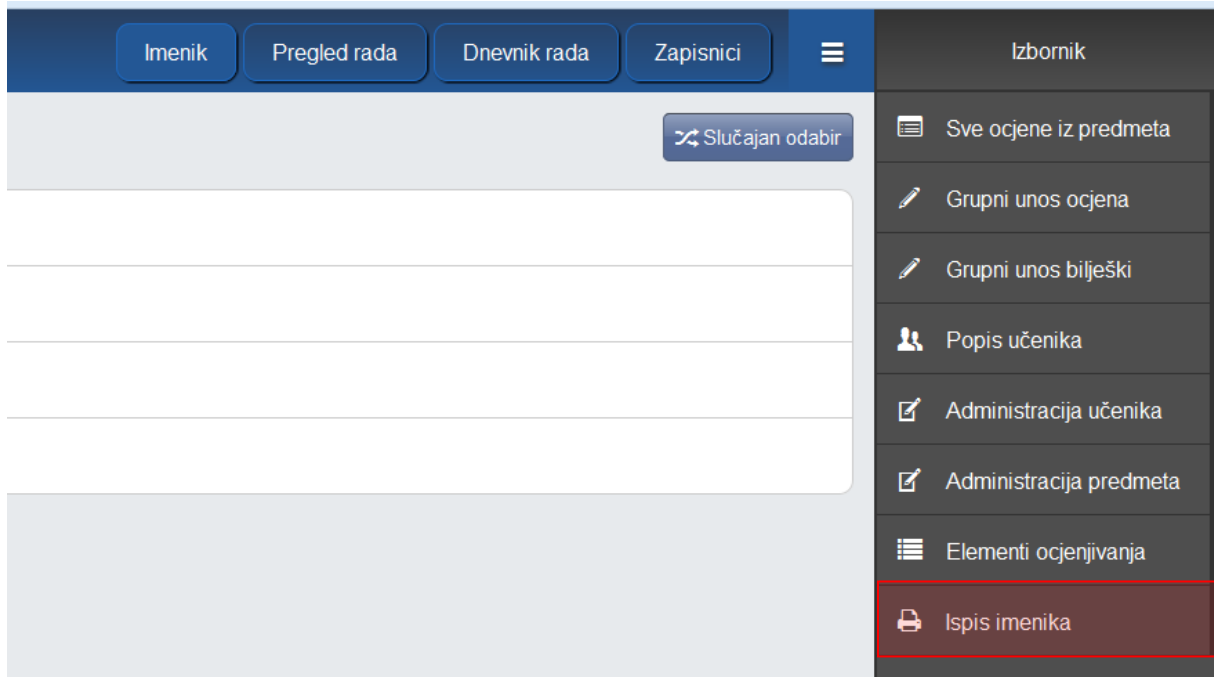 Imenik
Pregled rada
Dnevnik rada
Zapisnici
Izbornik
Slučajan odabir
Sve ocjene iz predmeta
Grupni unos ocjena
Grupni unos bilješki
Popis učenika
Administracija učenika
Administracija predmeta
Elementi ocjenjivanja
Ispis imenika